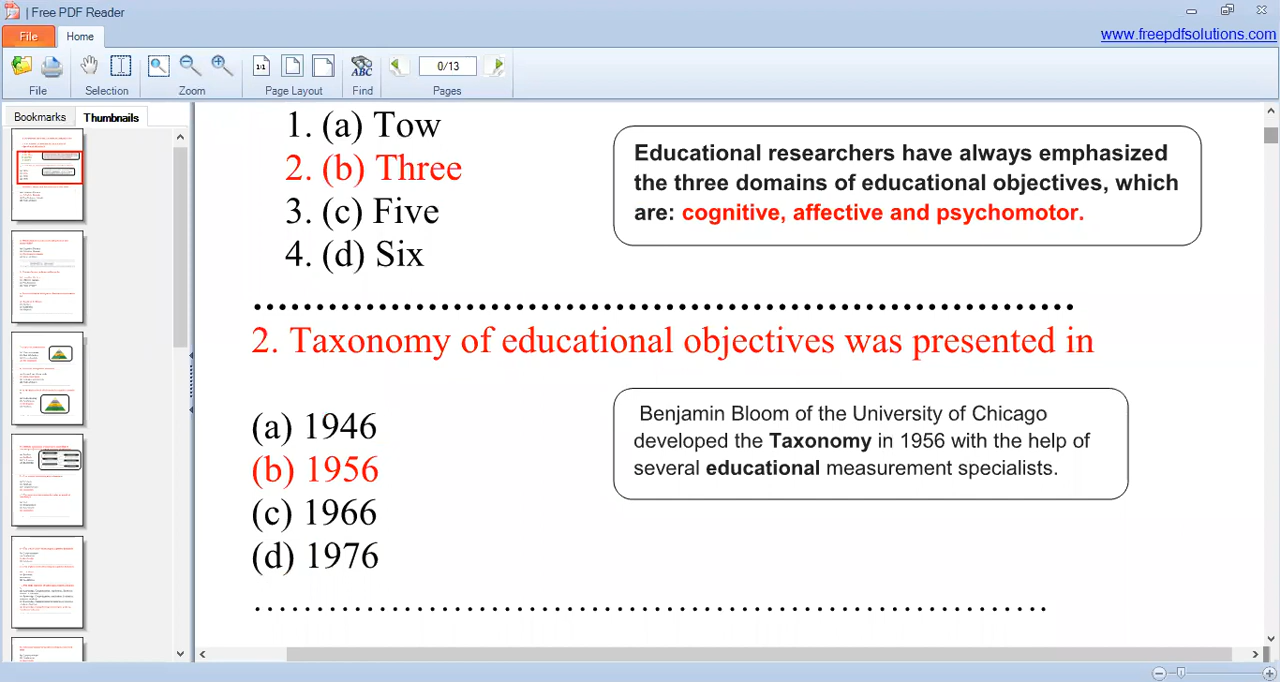 | Free PDF Reader
File
Home
www.freepdfsolutions.com
1:1
ABC
0/13
File
Selection
Zoom
Page Layout
Find
Pages
Bookmarks
Thumbnails
1. (a) Tow
2. (b) Three
3. (c) Five
4. (d) Six
Educational researchers have always emphasized
the three domains of educational objectives, which
are: cognitive, affective and psychomotor.
2. Taxonomy of educational objectives was presented in
(a) 1946
(b) 1956
(c) 1966
(d) 1976
Benjamin Bloom of the University of Chicago
developed the Taxonomy in 1956 with the help of
several educational measurement specialists.